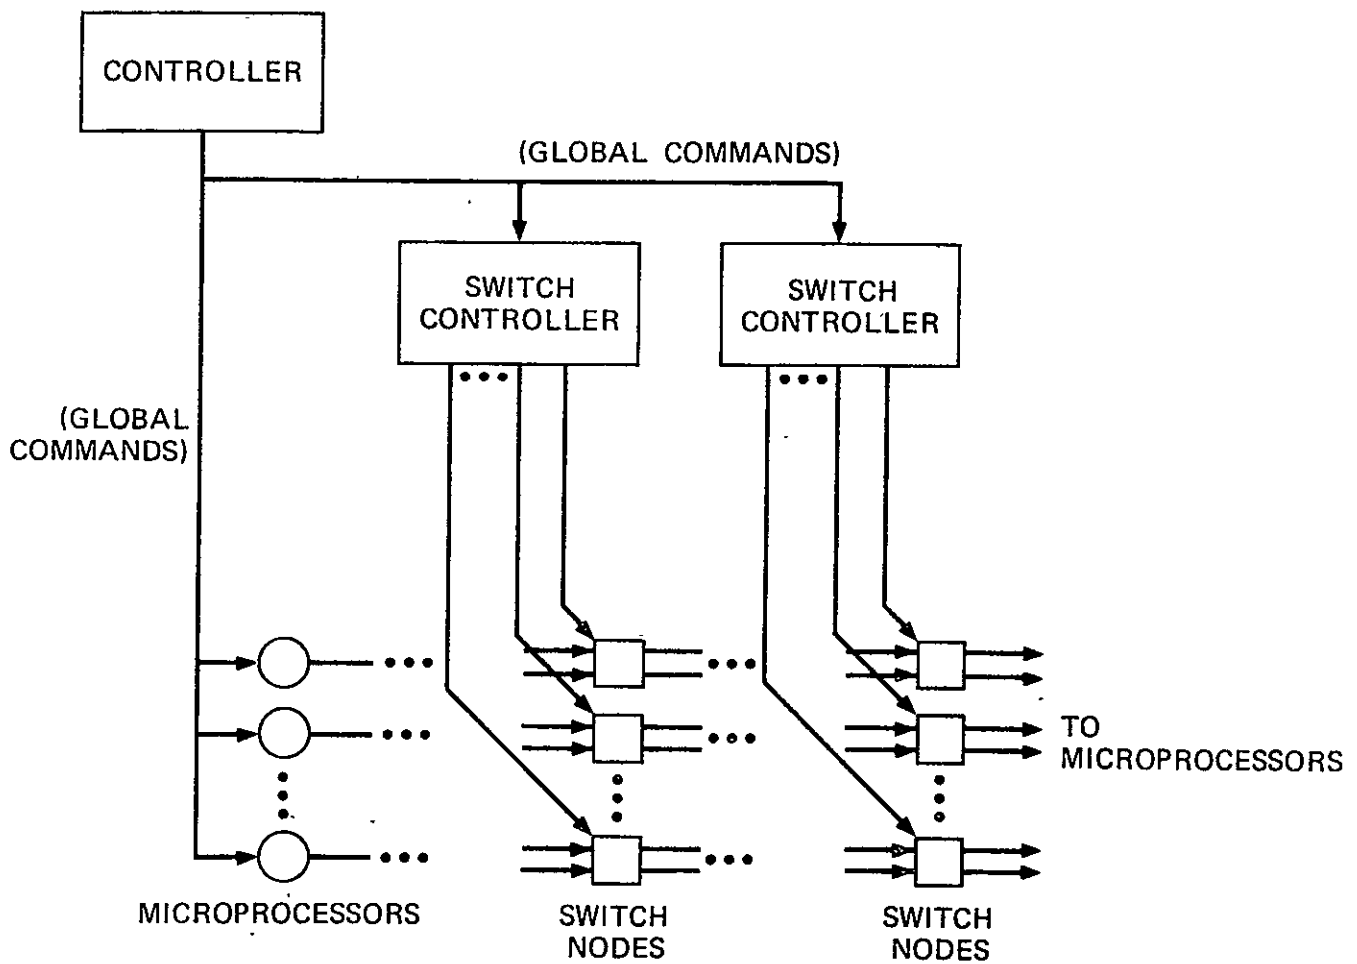 CONTROLLER
(GLOBAL COMMANDS)
SWITCH
CONTROLLER
SWITCH
CONTROLLER
(GLOBAL
COMMANDS)
TO
MICROPROCESSORS
MICROPROCESSORS
SWITCH
NODES
SWITCH
NODES